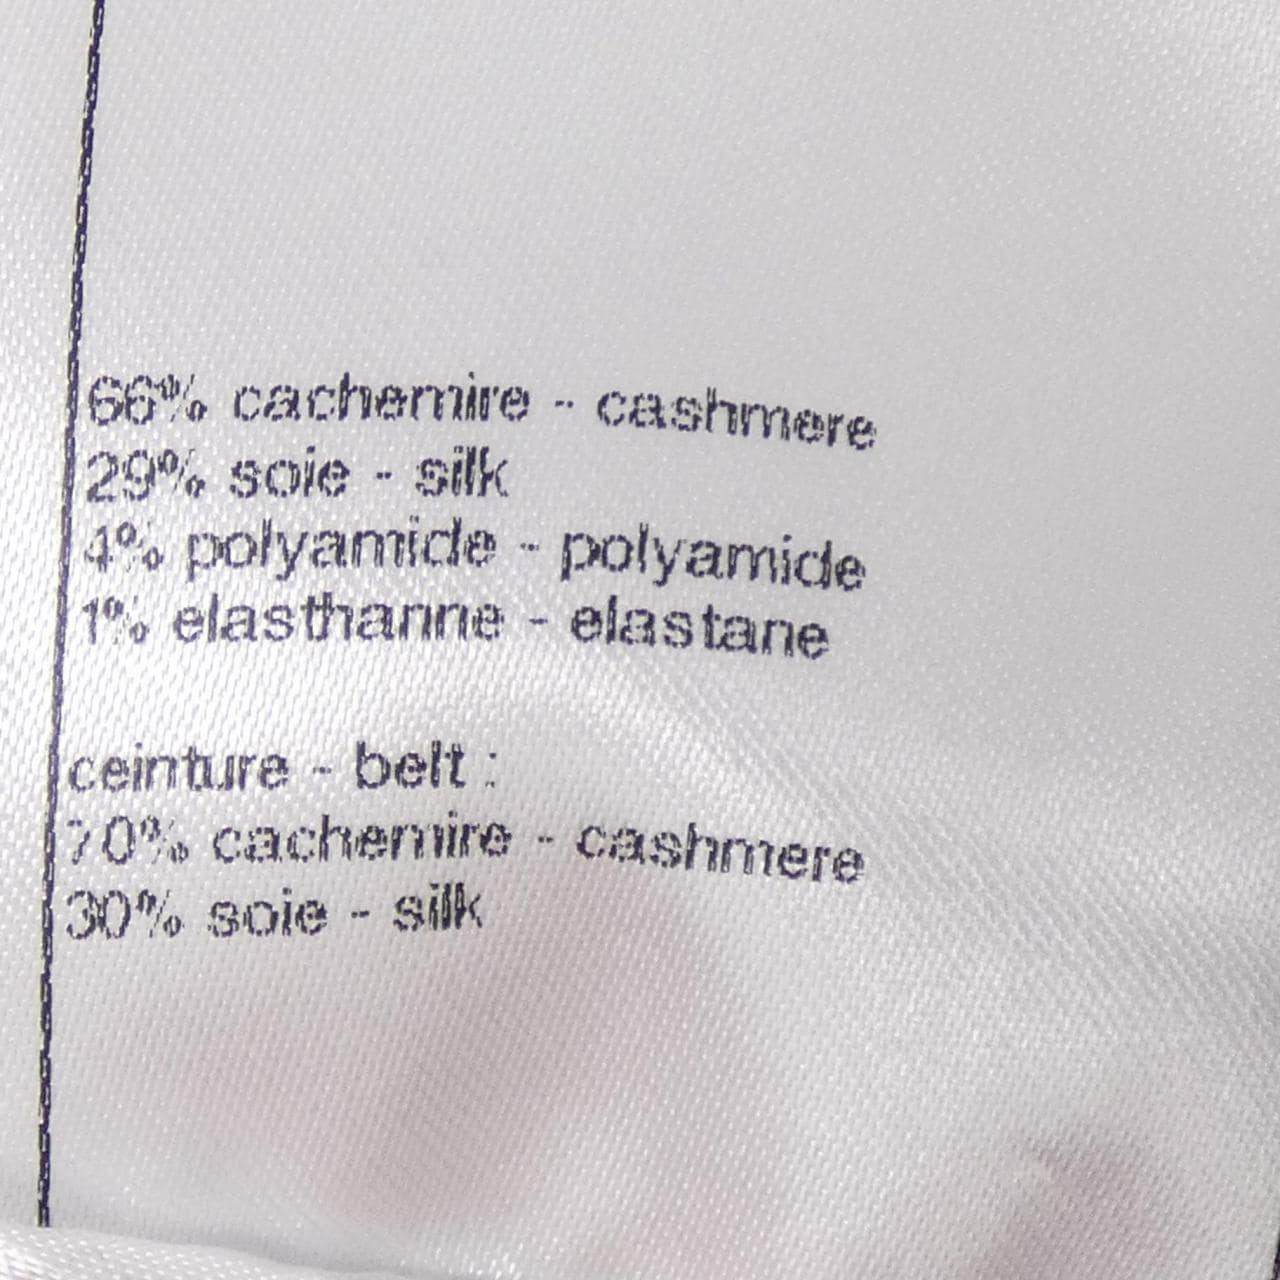 66% cachemire - cashmere
29% soie - silk
4% polyamide - polyamide
1% elasthanne - elastane
ceinture - belt :
70% cachemire - cashmere
30% soie - silk